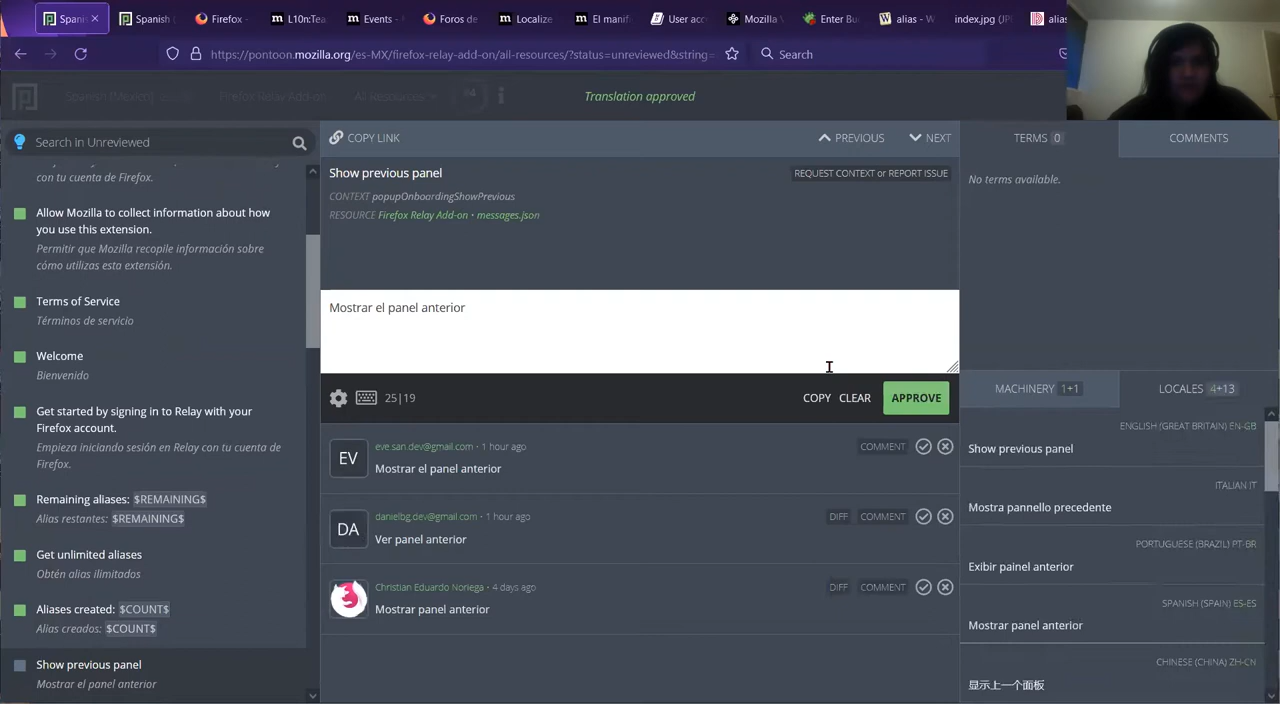 Spanis
Spanish (
Firefox -
L10n:Tea
Events -
Foros de
Localize
El manifi
User acc
Mozilla V
Enter Bu
alias - W
index.jpg (JP
alias
https://pontoon.mozilla.org/es-MX/firefox-relay-add-on/all-resources/?status=unreviewed&string=
Search
Spanish (Mexico)
Firefox Relay Add-on
All Resources
Translation approved
Search in Unreviewed
con tu cuenta de Firefox.
Allow Mozilla to collect information about how
you use this extension.
Permitir que Mozilla recopile información sobre
cómo utilizas esta extensión.
Terms of Service
Términos de servicio
Welcome
Bienvenido
Get started by signing in to Relay with your
Firefox account.
Empieza iniciando sesión en Relay con tu cuenta de
Firefox.
Remaining aliases: $REMAINING$
Alias restantes: $REMAINING$
Get unlimited aliases
Obtén alias ilimitados
Aliases created: $COUNT$
Alias creados: $COUNT$
Show previous panel
Mostrar el panel anterior
COPY LINK
PREVIOUS
NEXT
Show previous panel
REQUEST CONTEXT or REPORT ISSUE
CONTEXT popupOnboardingShowPrevious
RESOURCE Firefox Relay Add-on • messages.json
Mostrar el panel anterior
25|19
COPY
CLEAR
APPROVE
EV
eve.san.dev@gmail.com • 1 hour ago
COMMENT
Mostrar el panel anterior
DA
danielbg.dev@gmail.com • 1 hour ago
DIFF
COMMENT
Ver panel anterior
Christian Eduardo Noriega • 4 days ago
DIFF
COMMENT
Mostrar panel anterior
TERMS 0
COMMENTS
No terms available.
MACHINERY 1+1
LOCALES 4+13
ENGLISH (GREAT BRITAIN) EN-GB
Show previous panel
ITALIAN IT
Mostra pannello precedente
PORTUGUESE (BRAZIL) PT-BR
Exibir painel anterior
SPANISH (SPAIN) ES-ES
Mostrar panel anterior
CHINESE (CHINA) ZH-CN
显示上一个面板